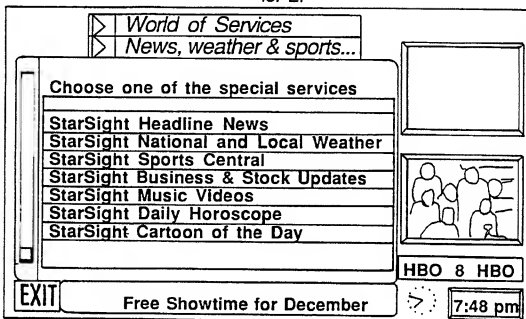 World of Services
News, weather & sports...
Choose one of the special services
StarSight Headline News
StarSight National and Local Weather
StarSight Sports Central
StarSight Business & Stock Updates
StarSight Music Videos
StarSight Daily Horoscope
StarSight Cartoon of the Day
HBO 8 HBO
EXIT
Free Showtime for December
7:48 pm